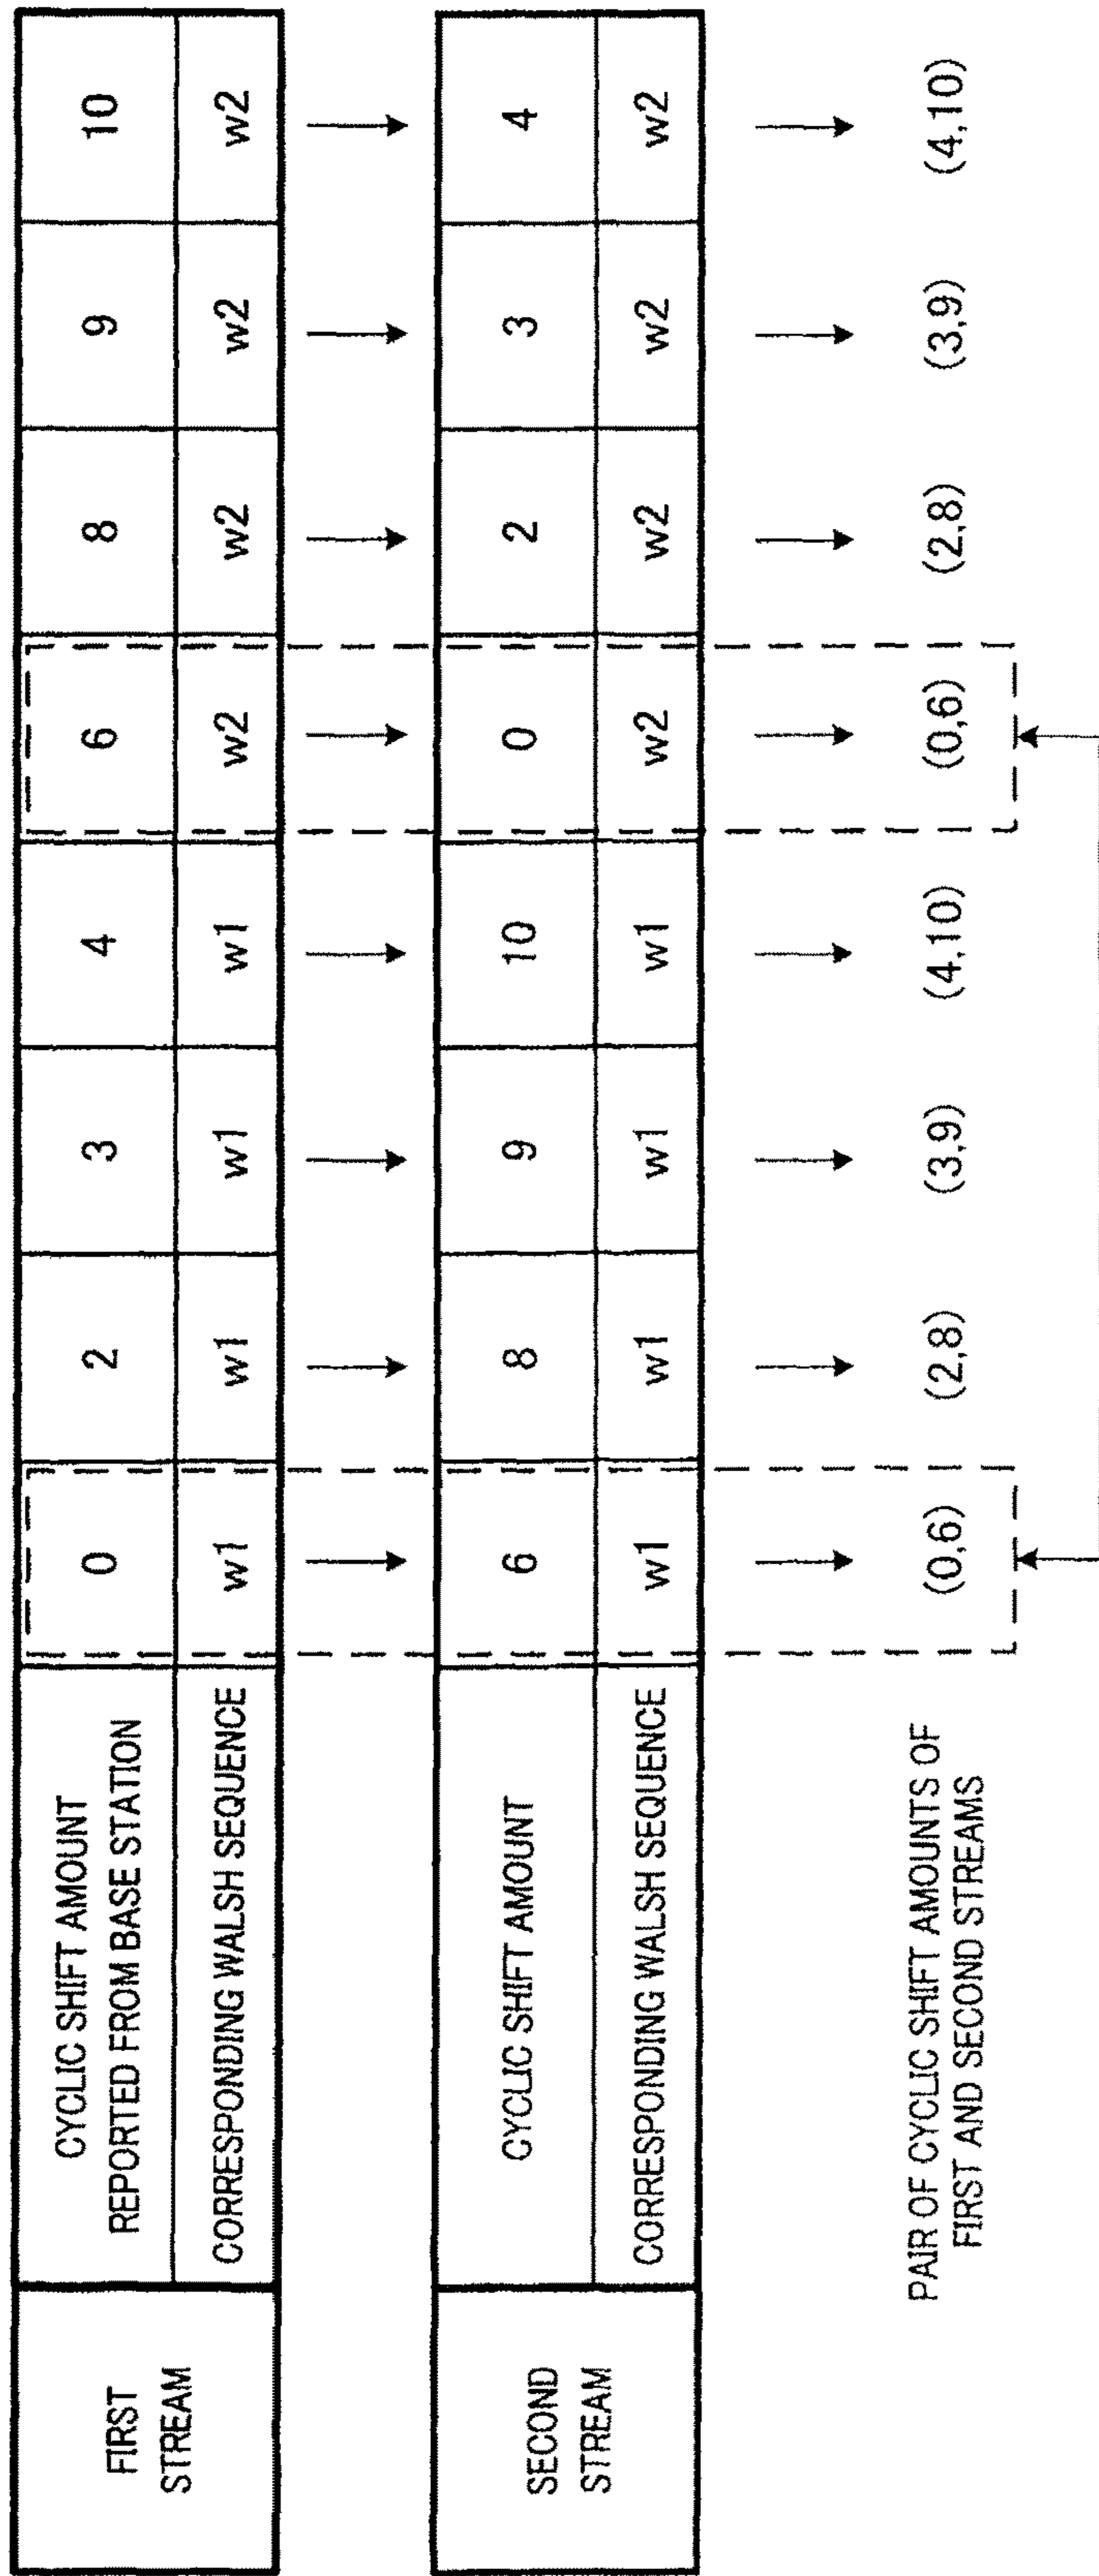 FIRST
STREAM
CYCLIC SHIFT AMOUNT
REPORTED FROM BASE STATION
0 2 3 4 6 8 9 10
CORRESPONDING WALSH SEQUENCE
w1 w1 w1 w1 w2 w2 w2 w2
SECOND
STREAM
CYCLIC SHIFT AMOUNT
6 8 9 10 0 2 3 4
CORRESPONDING WALSH SEQUENCE
w1 w1 w1 w1 w2 w2 w2 w2
PAIR OF CYCLIC SHIFT AMOUNTS OF
FIRST AND SECOND STREAMS
(0,6) (2,8) (3,9) (4,10) (0,6) (2,8) (3,9) (4,10)